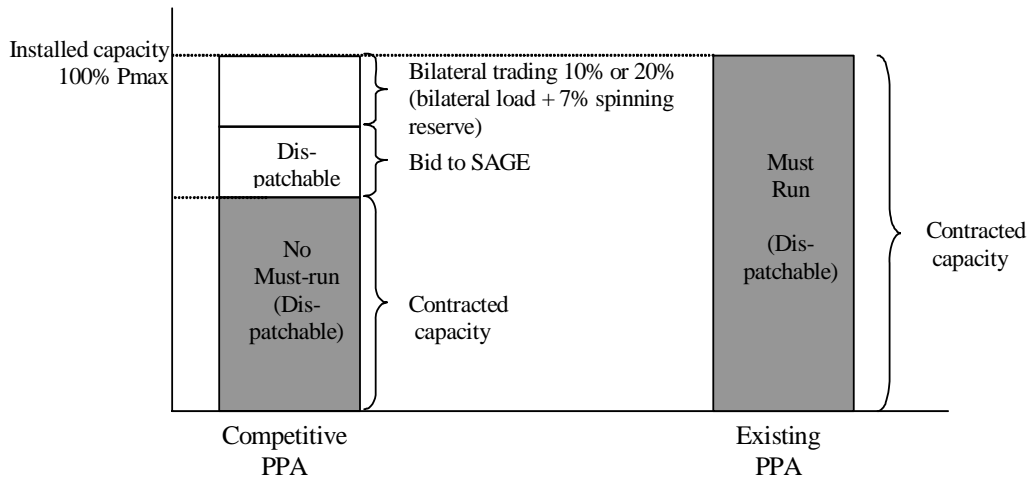 Installed capacity
100% Pmax
Bilateral trading 10% or 20%
(bilateral load + 7% spinning
reserve)
Dis-
patchable
Bid to SAGE
No
Must-run
(Dis-
patchable)
Contracted
capacity
Must
Run
(Dis-
patchable)
Contracted
capacity
Competitive
PPA
Existing
PPA